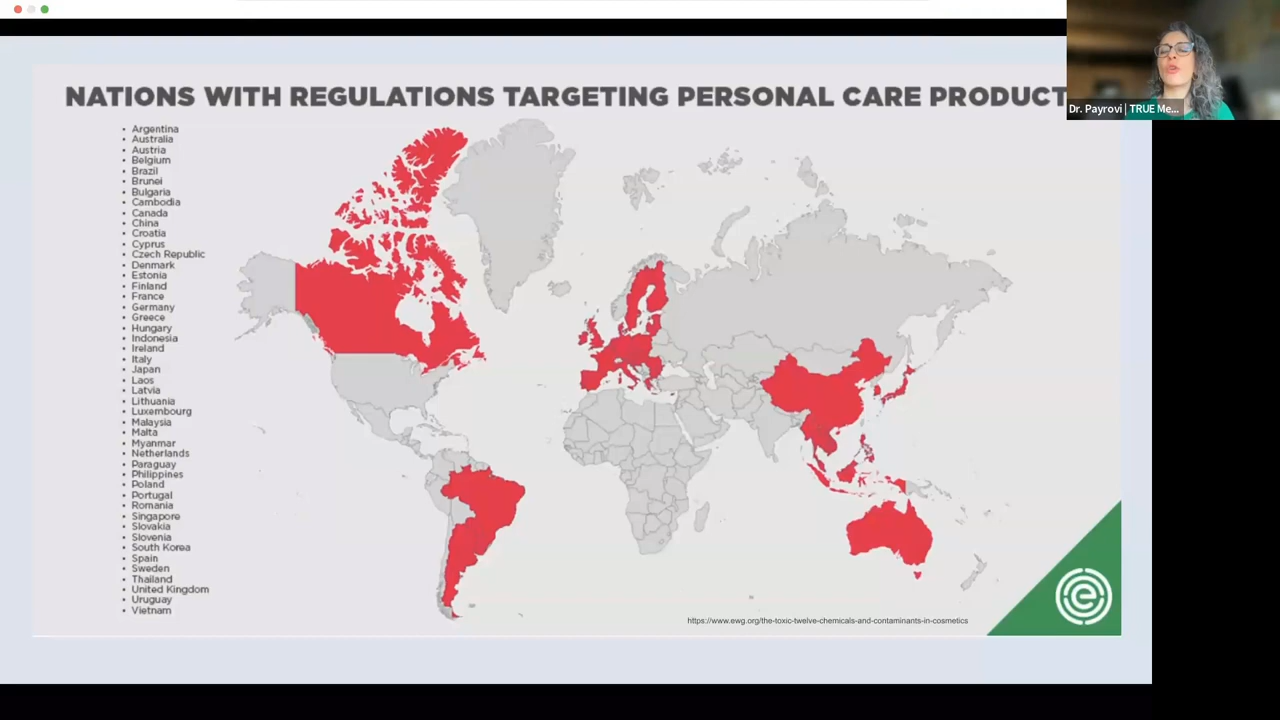 NATIONS WITH REGULATIONS TARGETING PERSONAL CARE PRODUCT
Dr. Payrovi | TRUE Me...
• Argentina
• Australia
• Austria
• Belgium
• Brazil
• Brunei
• Bulgaria
• Cambodia
• Canada
• China
• Croatia
• Cyprus
• Czech Republic
• Denmark
• Estonia
• Finland
• France
• Germany
• Greece
• Hungary
• Indonesia
• Ireland
• Italy
• Japan
• Laos
• Latvia
• Lithuania
• Luxembourg
• Malaysia
• Malta
• Myanmar
• Netherlands
• Paraguay
• Philippines
• Poland
• Portugal
• Romania
• Singapore
• Slovakia
• Slovenia
• South Korea
• Spain
• Sweden
• Thailand
• United Kingdom
• Uruguay
• Vietnam
https://www.ewg.org/the-toxic-twelve-chemicals-and-contaminants-in-cosmetics